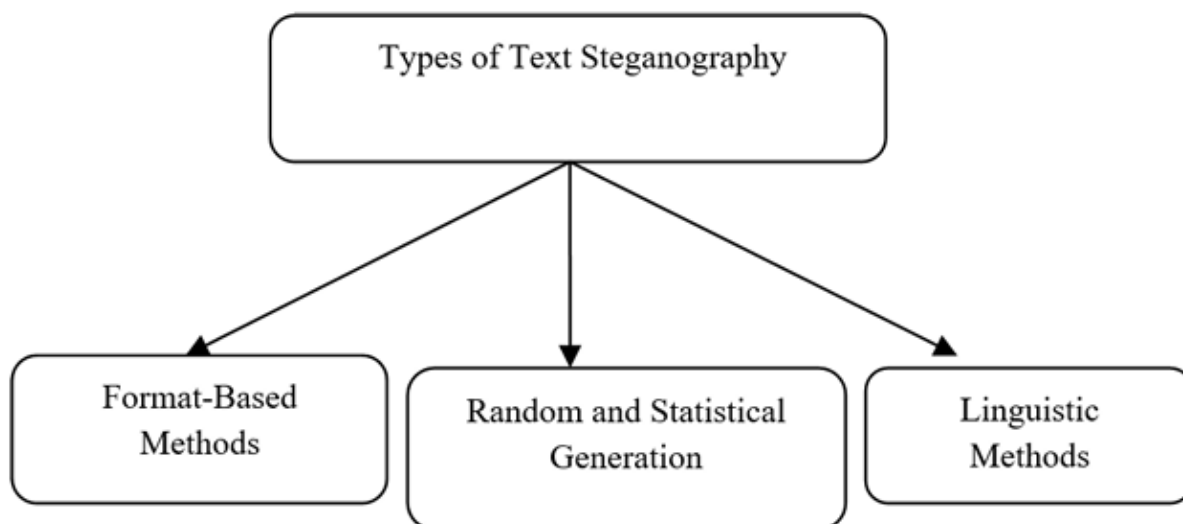 Types of Text Steganography
Format-Based
Methods
Random and Statistical
Generation
Linguistic
Methods